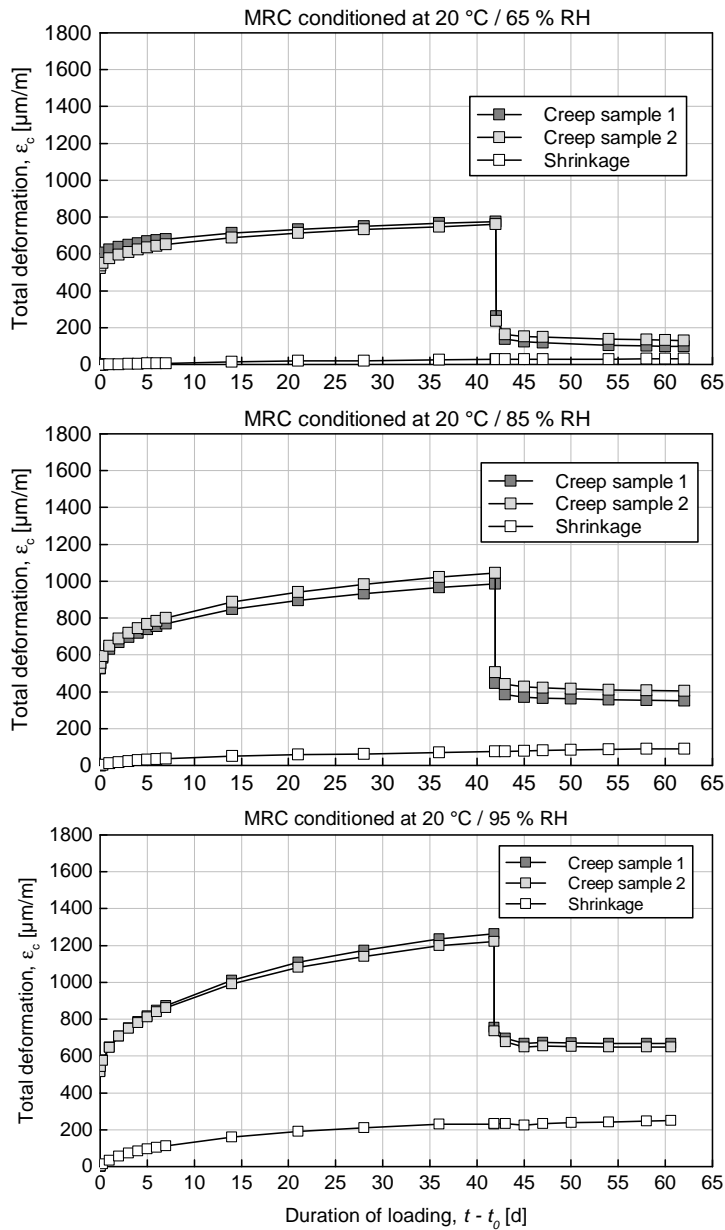 MRC conditioned at 20 °C / 65 % RH
1800
1600
1400
1200
1000
800
600
400
200
0
Total deformation, εc [µm/m]
Creep sample 1
Creep sample 2
Shrinkage
0 5 10 15 20 25 30 35 40 45 50 55 60 65
MRC conditioned at 20 °C / 85 % RH
1800
1600
1400
1200
1000
800
600
400
200
0
Total deformation, εc [µm/m]
Creep sample 1
Creep sample 2
Shrinkage
0 5 10 15 20 25 30 35 40 45 50 55 60 65
MRC conditioned at 20 °C / 95 % RH
1800
1600
1400
1200
1000
800
600
400
200
0
Total deformation, εc [µm/m]
Creep sample 1
Creep sample 2
Shrinkage
0 5 10 15 20 25 30 35 40 45 50 55 60 65
Duration of loading, t - t0 [d]